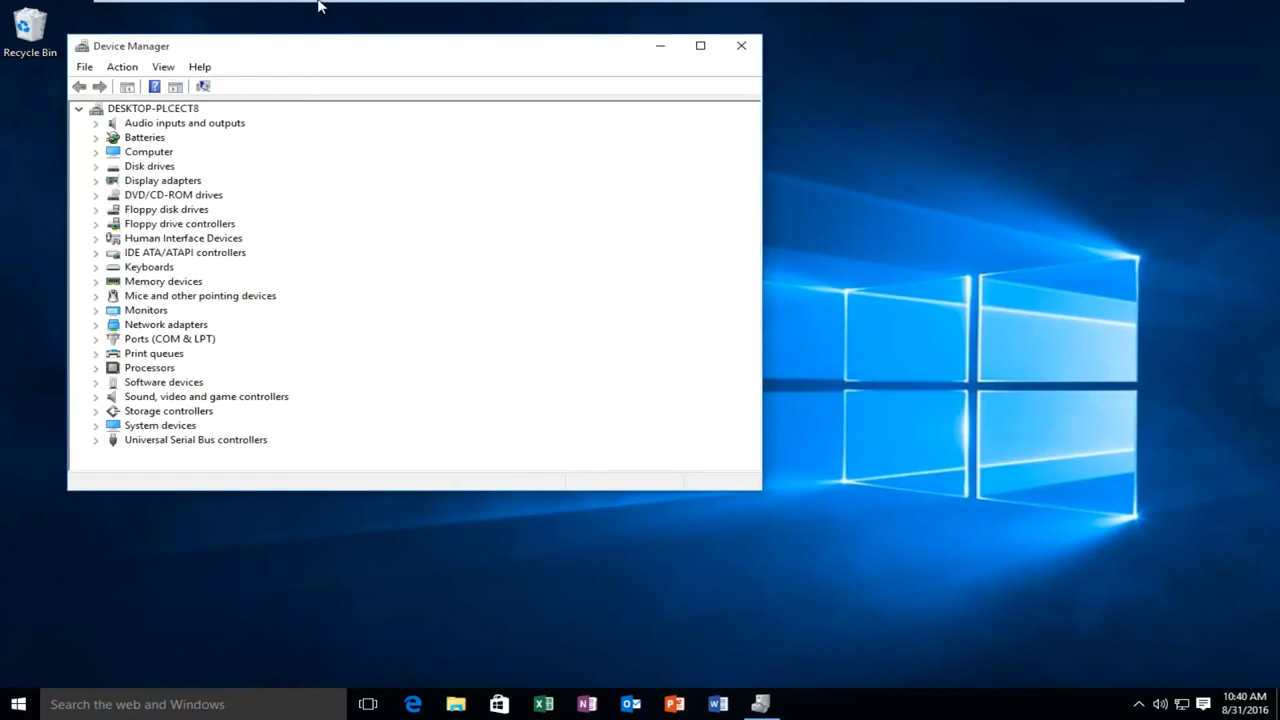 Recycle Bin
Device Manager
File Action View Help
DESKTOP-PLCECT8
Audio inputs and outputs
Batteries
Computer
Disk drives
Display adapters
DVD/CD-ROM drives
Floppy disk drives
Floppy drive controllers
Human Interface Devices
IDE ATA/ATAPI controllers
Keyboards
Memory devices
Mice and other pointing devices
Monitors
Network adapters
Ports (COM & LPT)
Print queues
Processors
Software devices
Sound, video and game controllers
Storage controllers
System devices
Universal Serial Bus controllers
Search the web and Windows
10:40 AM
8/31/2016